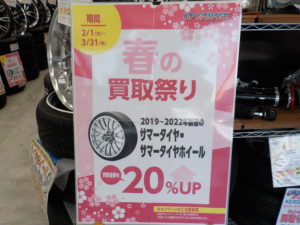 期間
2/1(火)〜
3/31(木)
春の
買取祭り
2019~2022年製造の
サマータイヤ・
サマータイヤホイール
20%UP